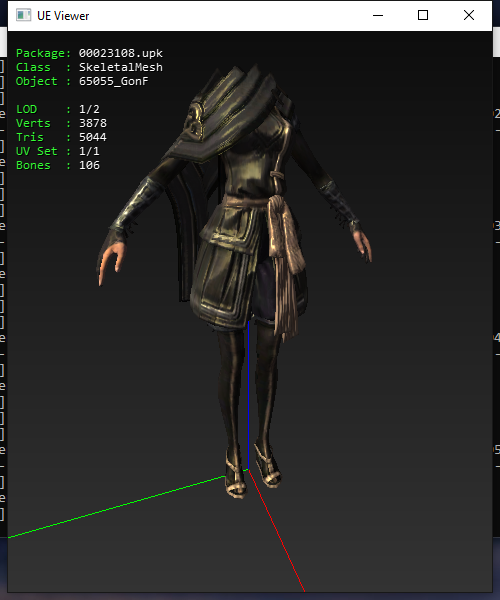 UE Viewer
Package: 00023108.upk
Class  : SkeletalMesh
Object : 65055_GonF
LOD    : 1/2
Verts  : 3878
Tris   : 5044
UV Set : 1/1
Bones  : 106